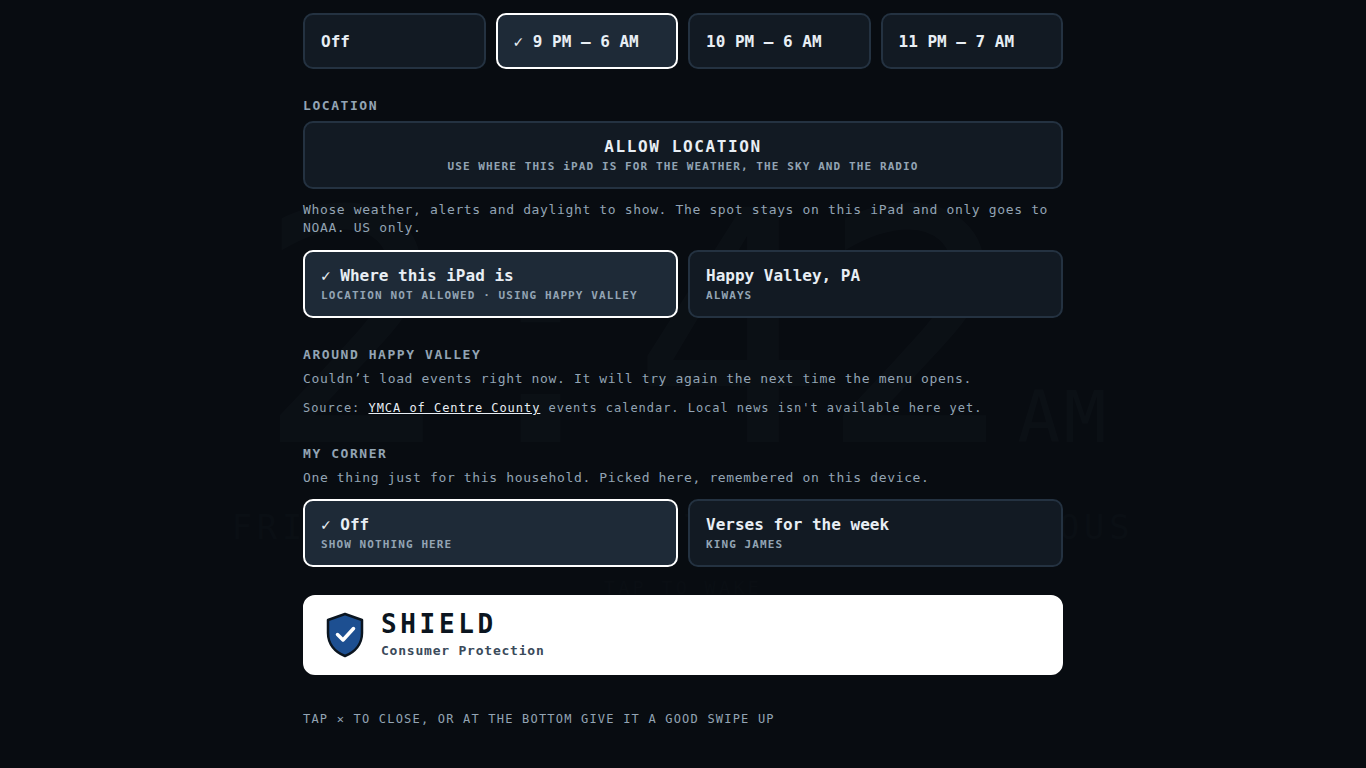 Off
✓ 9 PM – 6 AM
10 PM – 6 AM
11 PM – 7 AM
LOCATION
ALLOW LOCATION
USE WHERE THIS iPAD IS FOR THE WEATHER, THE SKY AND THE RADIO
Whose weather, alerts and daylight to show. The spot stays on this iPad and only goes to
NOAA. US only.
✓ Where this iPad is
LOCATION NOT ALLOWED · USING HAPPY VALLEY
Happy Valley, PA
ALWAYS
2:42 AM
AROUND HAPPY VALLEY
Couldn’t load events right now. It will try again the next time the menu opens.
Source: YMCA of Centre County events calendar. Local news isn't available here yet.
MY CORNER
One thing just for this household. Picked here, remembered on this device.
✓ Off
SHOW NOTHING HERE
Verses for the week
KING JAMES
SHIELD
Consumer Protection
TAP × TO CLOSE, OR AT THE BOTTOM GIVE IT A GOOD SWIPE UP